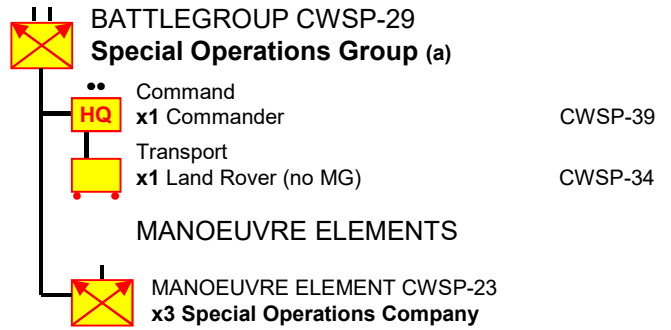 BATTLEGROUP CWSP-29
Special Operations Group (a)
Command
HQ x1 Commander CWSP-39
Transport
x1 Land Rover (no MG) CWSP-34
MANOEUVRE ELEMENTS
MANOEUVRE ELEMENT CWSP-23
x3 Special Operations Company